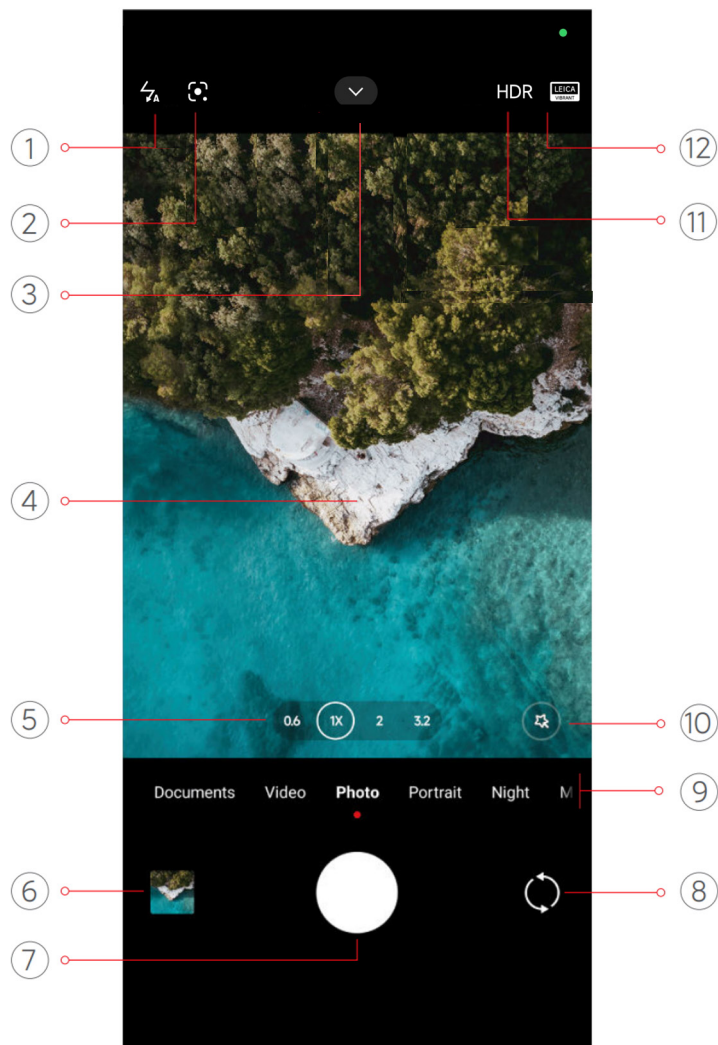 A
HDR
LEICA
VIBRANT
①
⑫
②
⑪
③
④
⑤
0.6 1X 2 3.2
⑩
Documents Video Photo Portrait Night M
⑨
⑥
⑧
⑦